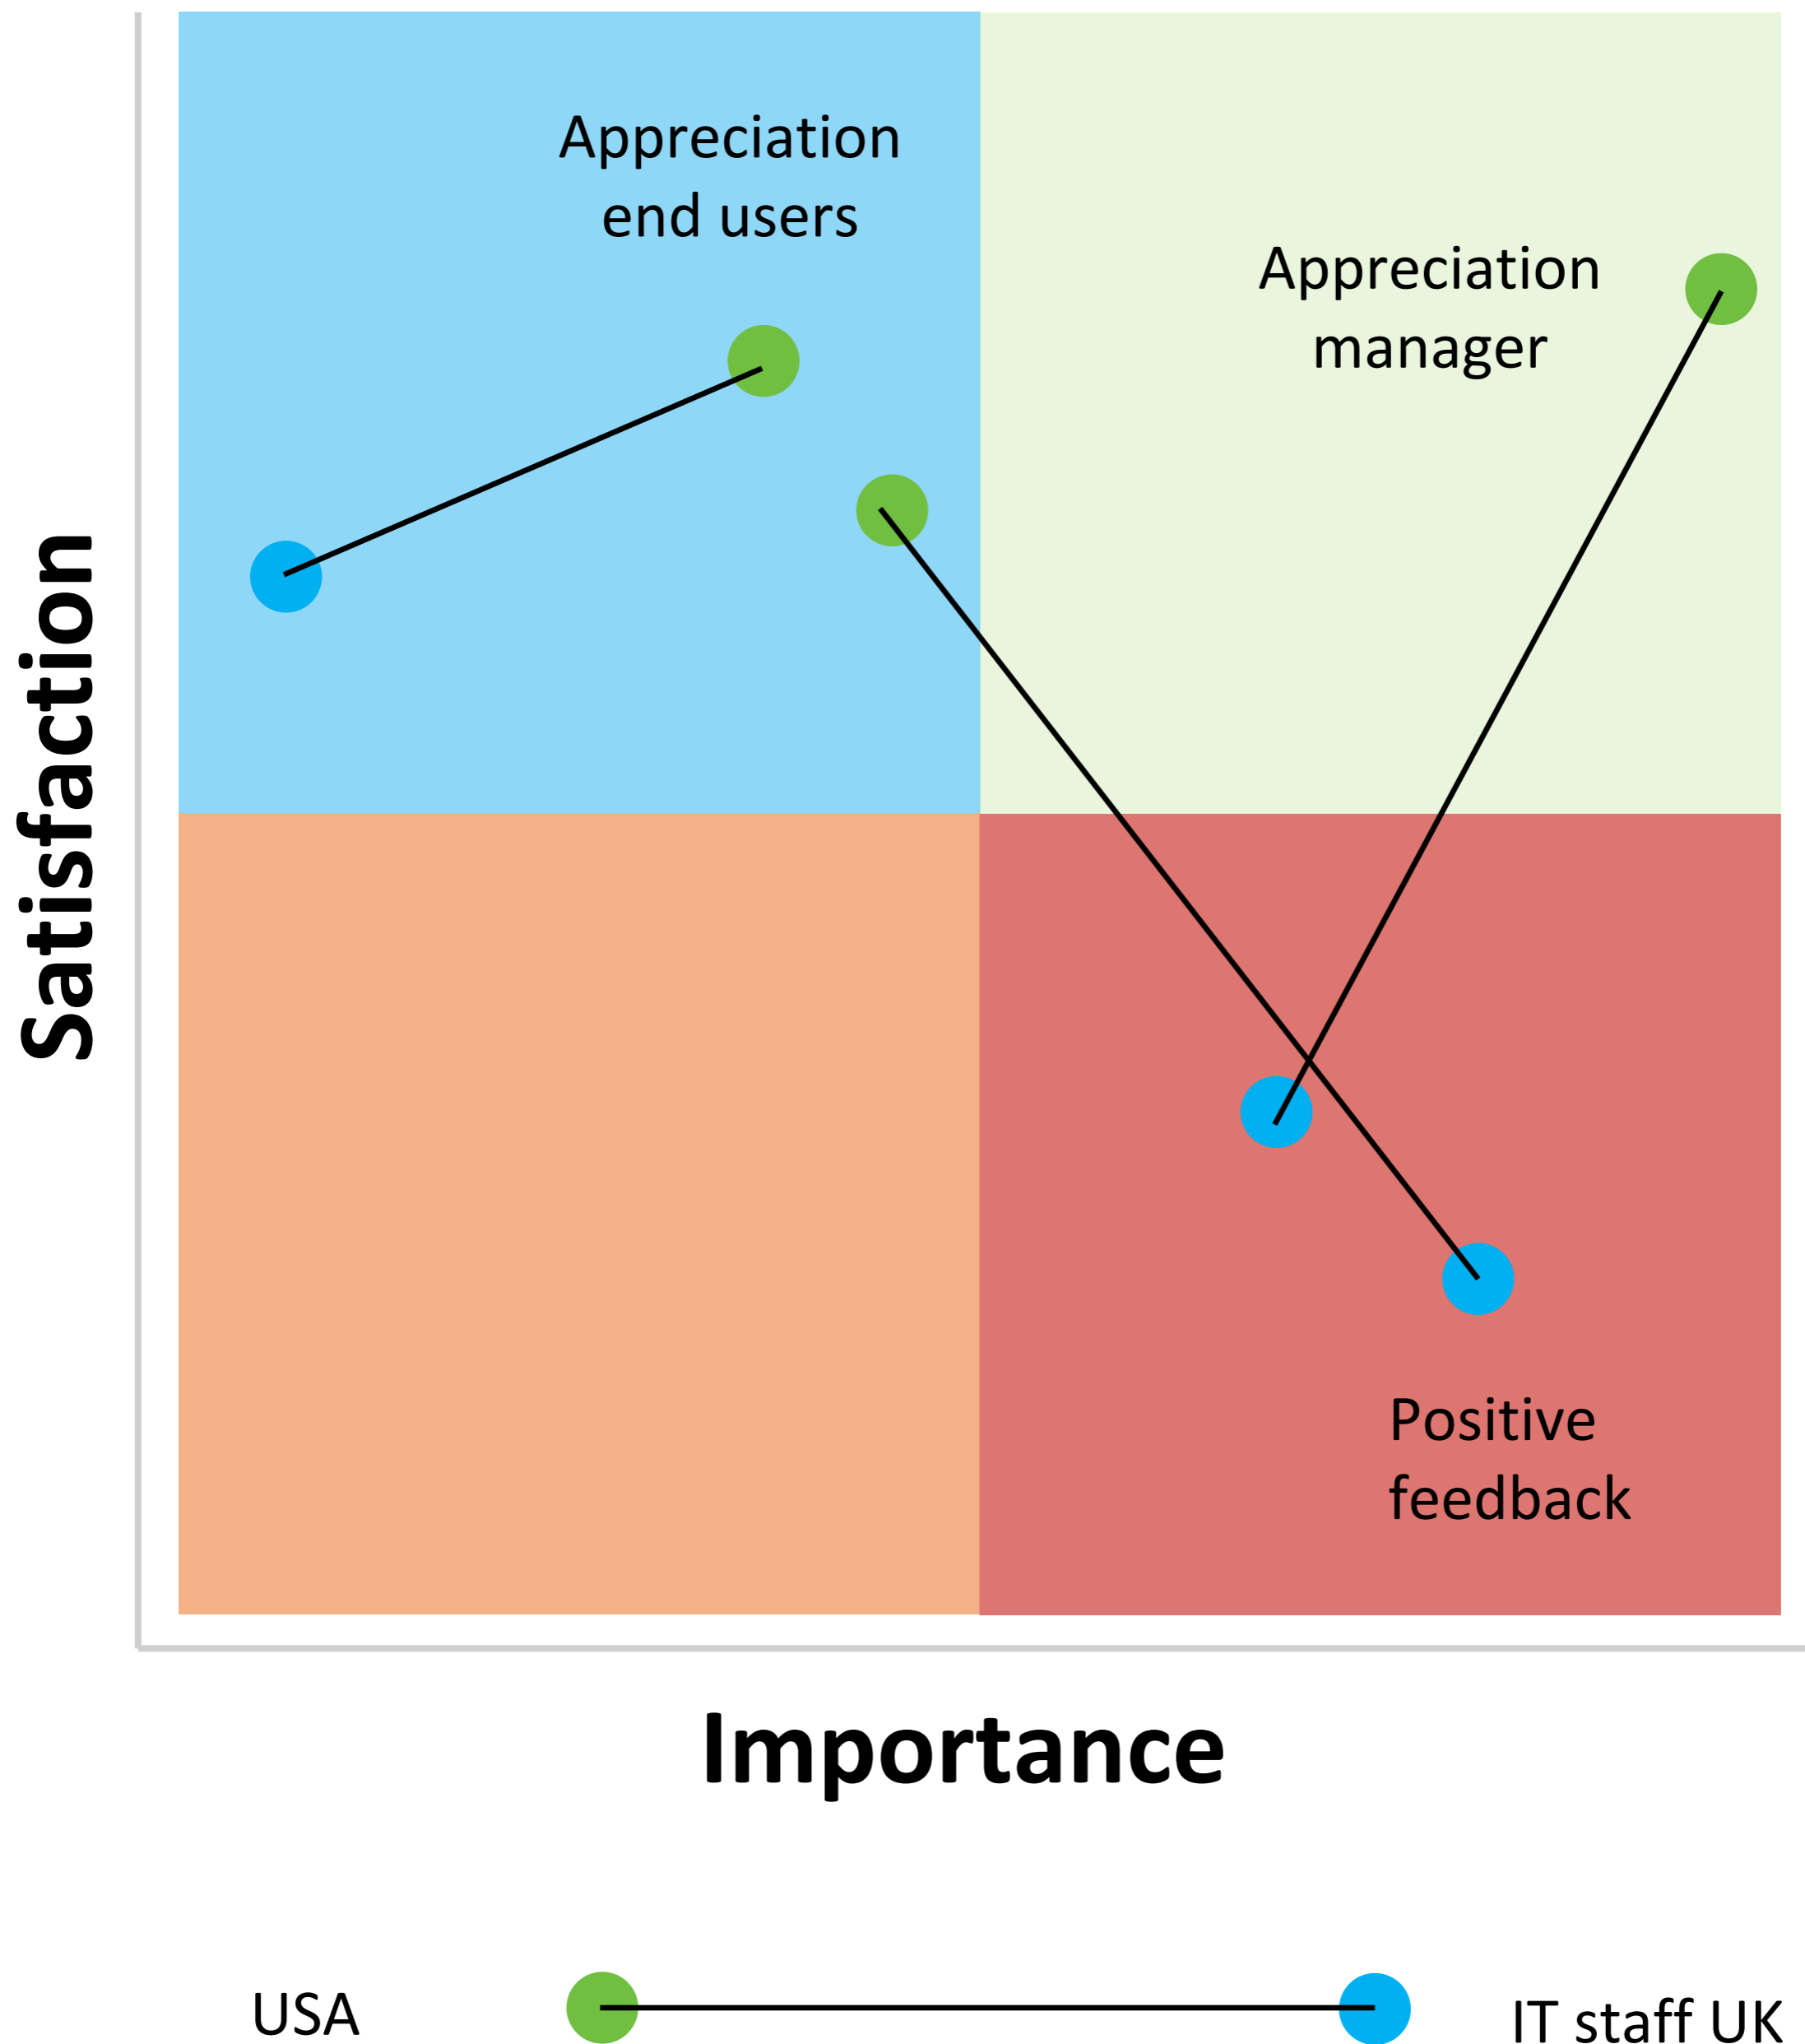 Appreciation
end users
Appreciation
manager
Satisfaction
Positive
feedback
Importance
USA
IT staff UK